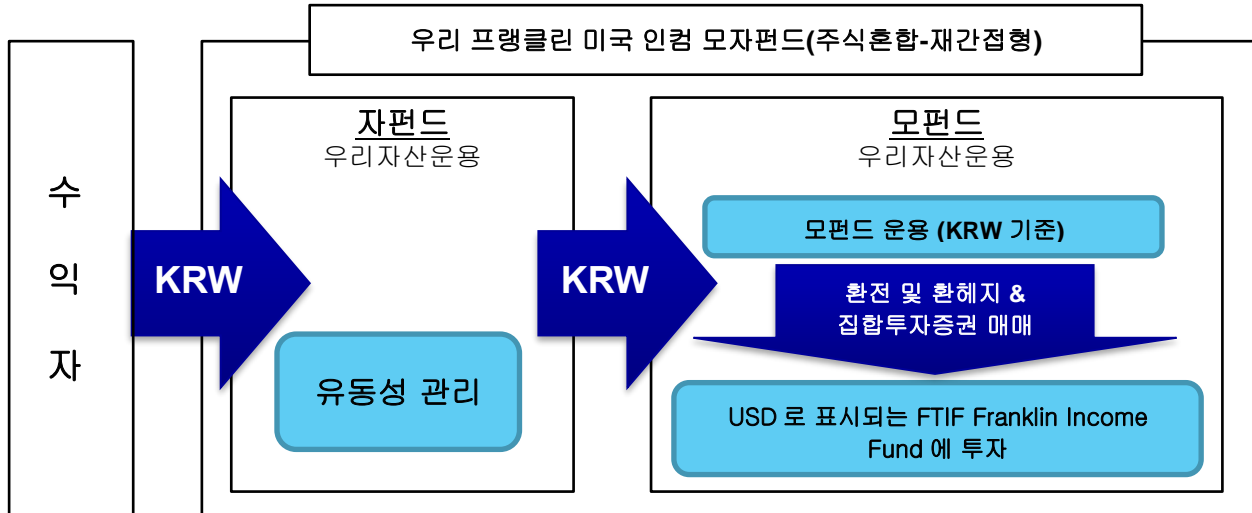 우리 프랭클린 미국 인컴 모자펀드(주식혼합-재간접형)
수
익
자
KRW
자펀드
우리자산운용
유동성 관리
KRW
모펀드
우리자산운용
모펀드 운용 (KRW 기준)
환전 및 환헤지 &
집합투자증권 매매
USD 로 표시되는 FTIF Franklin Income
Fund 에 투자